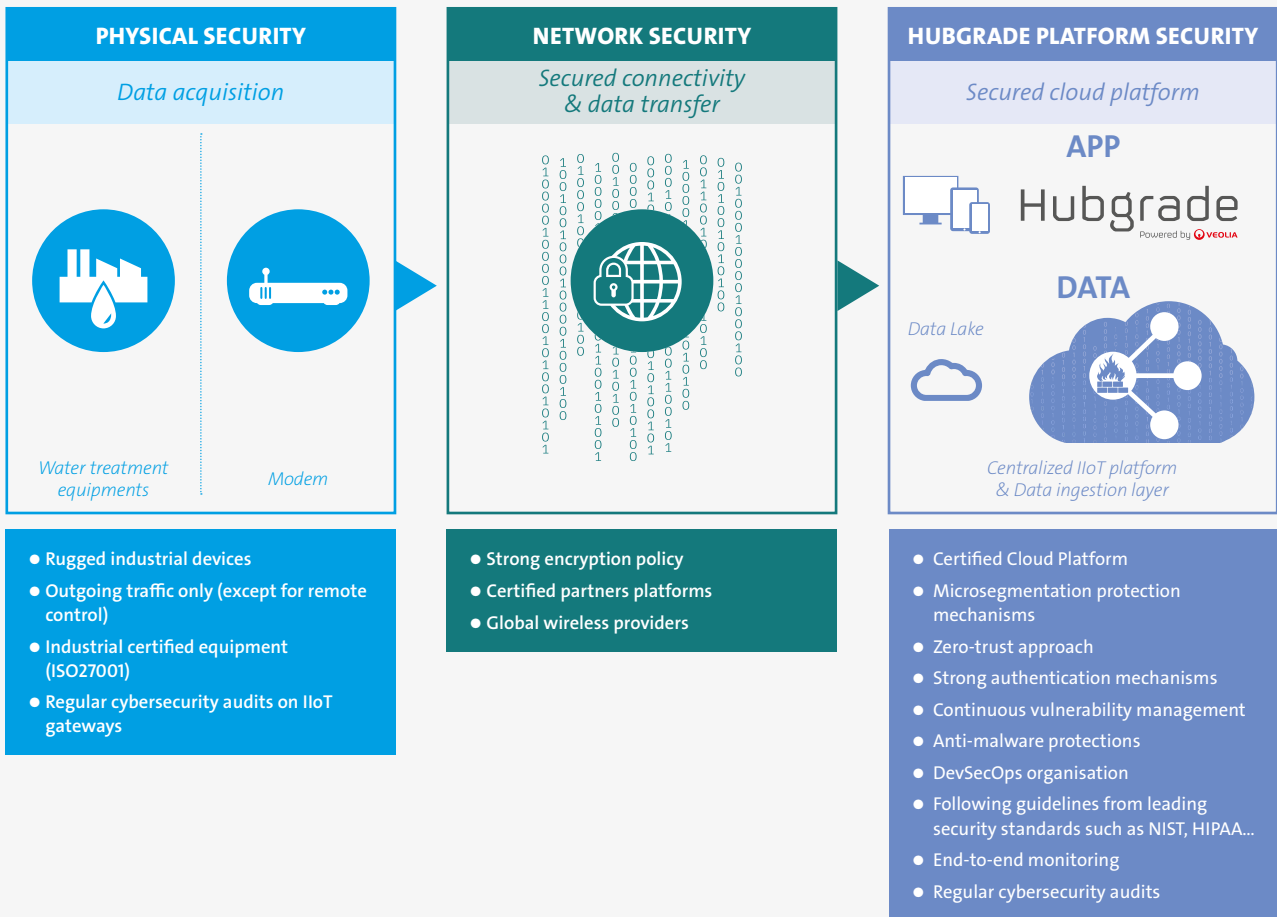 PHYSICAL SECURITY
Data acquisition
Water treatment
equipments
Modem
● Rugged industrial devices
● Outgoing traffic only (except for remote
control)
● Industrial certified equipment
(ISO27001)
● Regular cybersecurity audits on IIoT
gateways
NETWORK SECURITY
Secured connectivity
& data transfer
● Strong encryption policy
● Certified partners platforms
● Global wireless providers
HUBGRADE PLATFORM SECURITY
Secured cloud platform
APP
Hubgrade
Powered by VEOLIA
DATA
Data Lake
Centralized IIoT platform
& Data ingestion layer
● Certified Cloud Platform
● Microsegmentation protection
mechanisms
● Zero-trust approach
● Strong authentication mechanisms
● Continuous vulnerability management
● Anti-malware protections
● DevSecOps organisation
● Following guidelines from leading
security standards such as NIST, HIPAA...
● End-to-end monitoring
● Regular cybersecurity audits